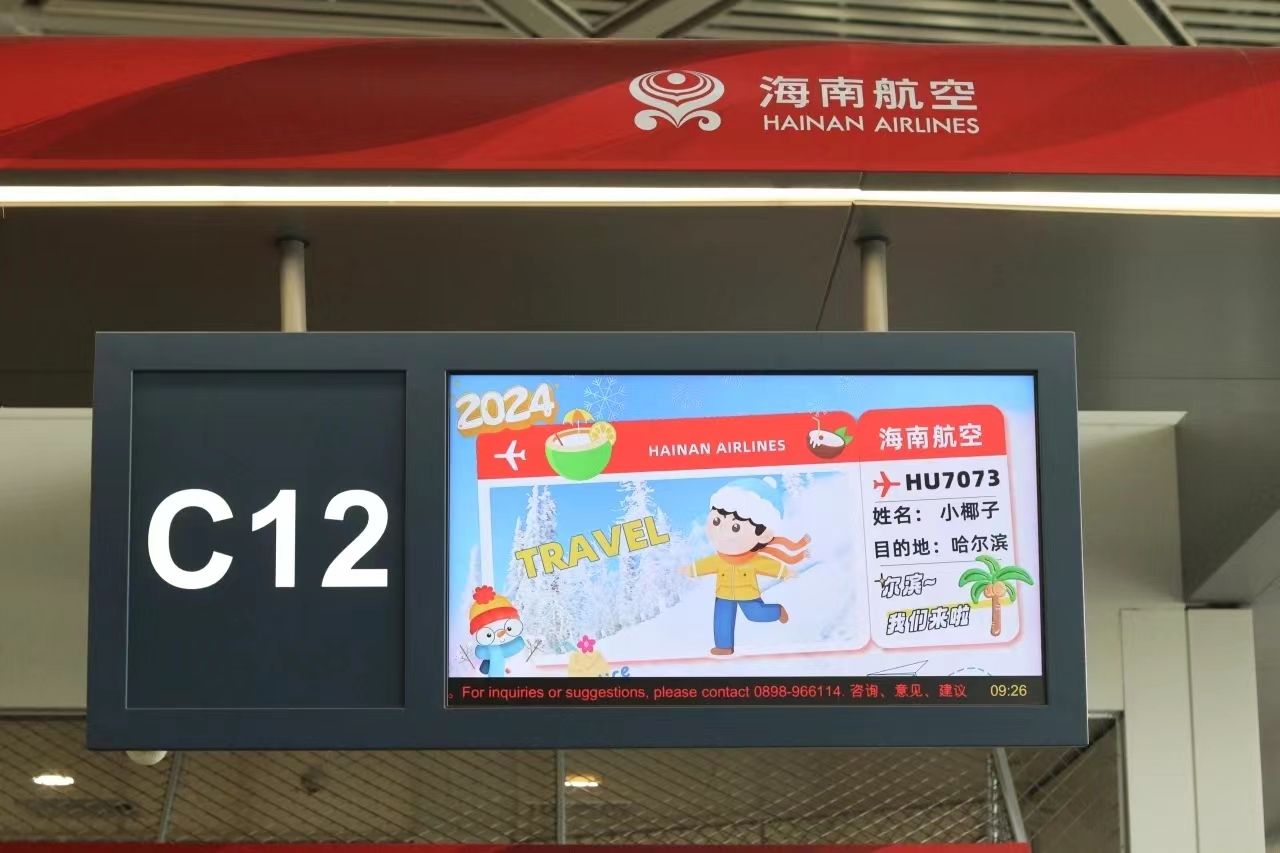 海南航空
HAINAN AIRLINES
C12
2024
HAINAN AIRLINES
海南航空
HU7073
姓名： 小椰子
目的地：哈尔滨
TRAVEL
尔滨~
我们来啦
。For inquiries or suggestions, please contact 0898-966114. 咨询、意见、建议
09:26